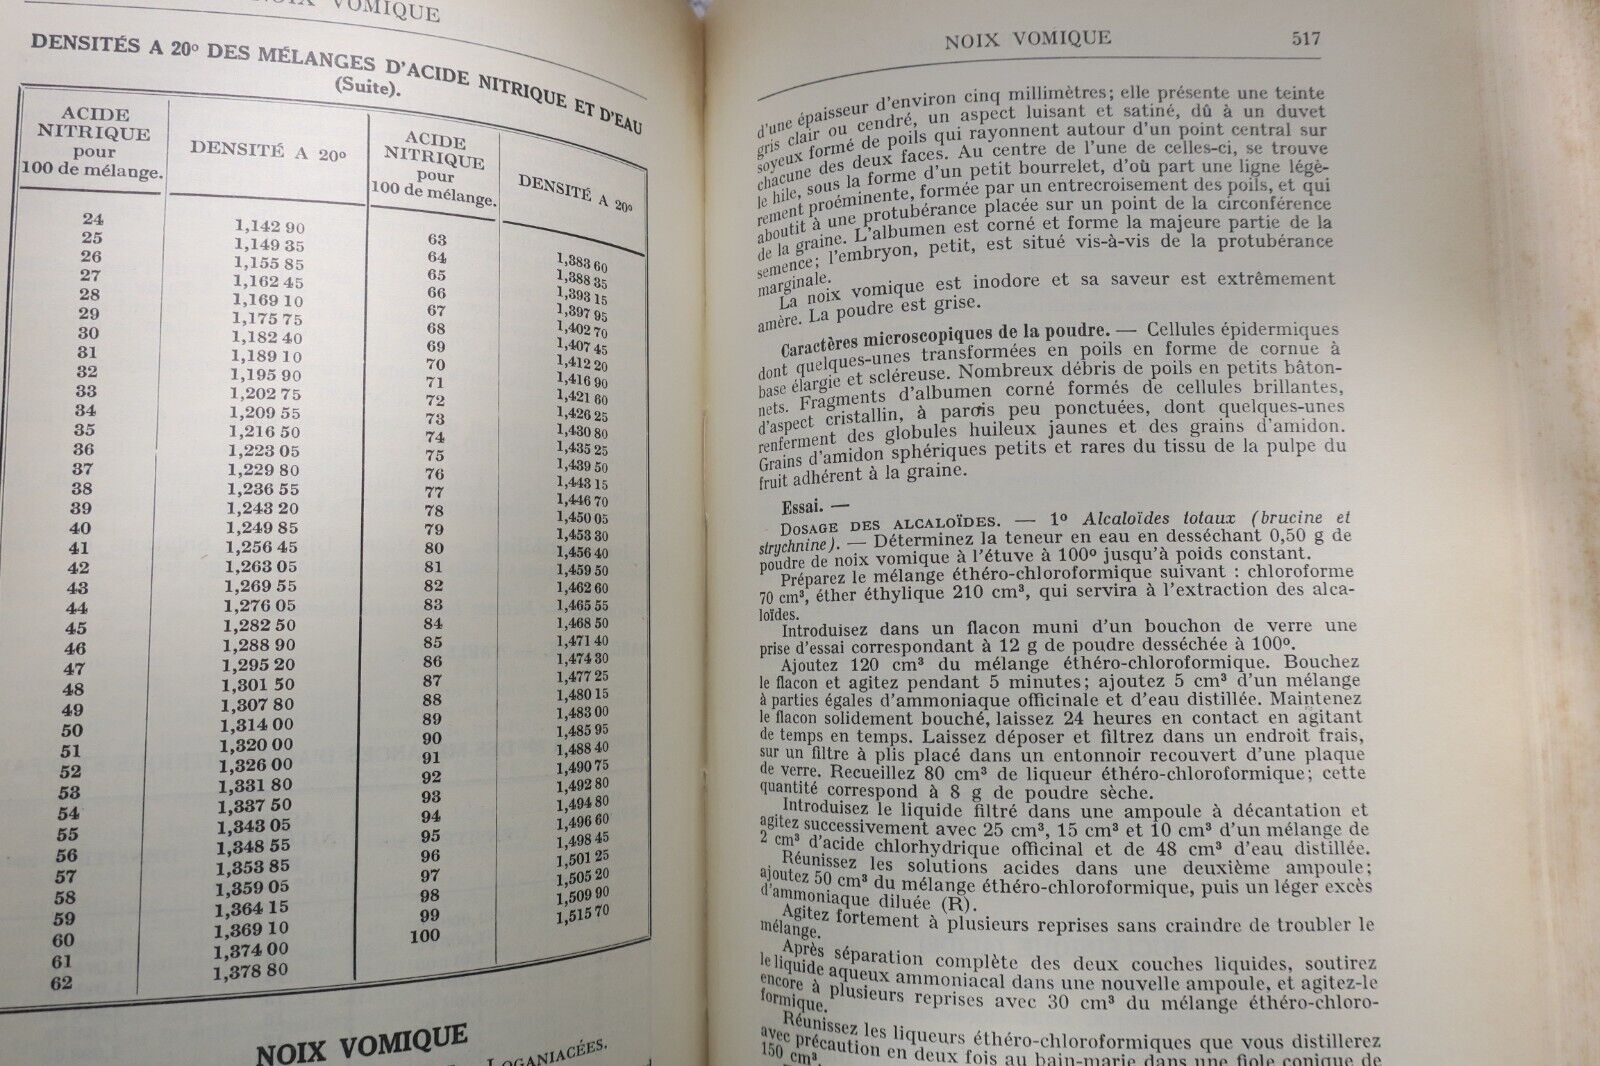 NOIX VOMIQUE
DENSITÉS A 20º DES MÉLANGES D'ACIDE NITRIQUE ET D'EAU
(Suite).
ACIDE NITRIQUE pour 100 de mélange. DENSITÉ A 20º ACIDE NITRIQUE pour 100 de mélange. DENSITÉ A 20º
24 1,142 90 63 1,383 60
25 1,149 35 64 1,388 35
26 1,155 85 65 1,393 15
27 1,162 45 66 1,397 95
28 1,169 10 67 1,402 70
29 1,175 75 68 1,407 45
30 1,182 40 69 1,412 20
31 1,189 10 70 1,416 90
32 1,195 90 71 1,421 60
33 1,202 75 72 1,426 25
34 1,209 55 73 1,430 80
35 1,216 50 74 1,435 25
36 1,223 05 75 1,439 50
37 1,229 80 76 1,443 15
38 1,236 55 77 1,446 70
39 1,243 20 78 1,450 05
40 1,249 85 79 1,453 30
41 1,256 45 80 1,456 40
42 1,263 05 81 1,459 50
43 1,269 55 82 1,462 60
44 1,276 05 83 1,465 55
45 1,282 50 84 1,468 50
46 1,288 90 85 1,471 40
47 1,295 20 86 1,474 30
48 1,301 50 87 1,477 25
49 1,307 80 88 1,480 15
50 1,314 00 89 1,483 00
51 1,320 00 90 1,485 95
52 1,326 00 91 1,488 40
53 1,331 80 92 1,490 75
54 1,337 50 93 1,492 80
55 1,343 05 94 1,494 80
56 1,348 55 95 1,496 60
57 1,353 85 96 1,498 45
58 1,359 05 97 1,501 25
59 1,364 15 98 1,505 20
60 1,369 10 99 1,509 90
61 1,374 00 100 1,515 70
62 1,378 80
NOIX VOMIQUE
LOGANIACÉES.
NOIX VOMIQUE 517
d'une épaisseur d'environ cinq millimètres; elle présente une teinte
gris clair ou cendré, un aspect luisant et satiné, dû à un duvet
soyeux formé de poils qui rayonnent autour d'un point central sur
chacune des deux faces. Au centre de l'une de celles-ci, se trouve
le hile, sous la forme d'un petit bourrelet, d'où part une ligne légè-
rement proéminente, formée par un entrecroisement des poils, et qui
aboutit à une protubérance placée sur un point de la circonférence
de la graine. L'albumen est corné et forme la majeure partie de la
semence; l'embryon, petit, est situé vis-à-vis de la protubérance
marginale.
La noix vomique est inodore et sa saveur est extrêmement
amère. La poudre est grise.
Caractères microscopiques de la poudre. — Cellules épidermiques
dont quelques-unes transformées en poils en forme de cornue à
base élargie et scléreuse. Nombreux débris de poils en petits bâton-
nets. Fragments d'albumen corné formés de cellules brillantes,
d'aspect cristallin, à parois peu ponctuées, dont quelques-unes
renferment des globules huileux jaunes et des grains d'amidon.
Grains d'amidon sphériques petits et rares du tissu de la pulpe du
fruit adhérent à la graine.
Essai. —
DOSAGE DES ALCALOÏDES. — 1º Alcaloïdes totaux (brucine et
strychnine). — Déterminez la teneur en eau en desséchant 0,50 g de
poudre de noix vomique à l'étuve à 100º jusqu'à poids constant.
Préparez le mélange éthéro-chloroformique suivant : chloroforme
70 cm³, éther éthylique 210 cm³, qui servira à l'extraction des alca-
loïdes.
Introduisez dans un flacon muni d'un bouchon de verre une
prise d'essai correspondant à 12 g de poudre desséchée à 100º.
Ajoutez 120 cm³ du mélange éthéro-chloroformique. Bouchez
le flacon et agitez pendant 5 minutes; ajoutez 5 cm³ d'un mélange
à parties égales d'ammoniaque officinale et d'eau distillée. Maintenez
le flacon solidement bouché, laissez 24 heures en contact en agitant
de temps en temps. Laissez déposer et filtrez dans un endroit frais,
sur un filtre à plis placé dans un entonnoir recouvert d'une plaque
de verre. Recueillez 80 cm³ de liqueur éthéro-chloroformique; cette
quantité correspond à 8 g de poudre sèche.
Introduisez le liquide filtré dans une ampoule à décantation et
agitez successivement avec 25 cm³, 15 cm³ et 10 cm³ d'un mélange de
2 cm³ d'acide chlorhydrique officinal et de 48 cm³ d'eau distillée.
Réunissez les solutions acides dans une deuxième ampoule;
ajoutez 50 cm³ du mélange éthéro-chloroformique, puis un léger excès
d'ammoniaque diluée (R).
Agitez fortement à plusieurs reprises sans craindre de troubler le
mélange.
Après séparation complète des deux couches liquides, soutirez
le liquide aqueux ammoniacal dans une nouvelle ampoule, et agitez-le
encore à plusieurs reprises avec 30 cm³ du mélange éthéro-chloro-
formique.
Réunissez les liqueurs éthéro-chloroformiques que vous distillerez
avec précaution en deux fois au bain-marie dans une fiole conique de
150 cm³.